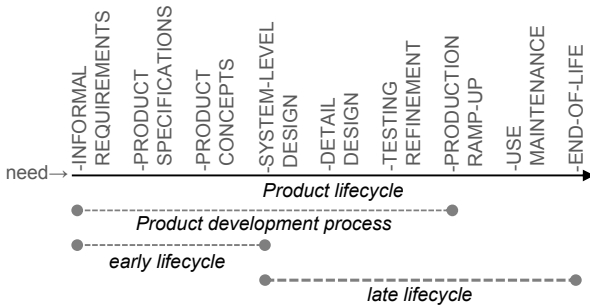 -INFORMAL
REQUIREMENTS
-PRODUCT
SPECIFICATIONS
-PRODUCT
CONCEPTS
-SYSTEM-LEVEL
DESIGN
-DETAIL
DESIGN
-TESTING
REFINEMENT
-PRODUCTION
RAMP-UP
-USE
MAINTENANCE
-END-OF-LIFE
need→
Product lifecycle
Product development process
early lifecycle
late lifecycle